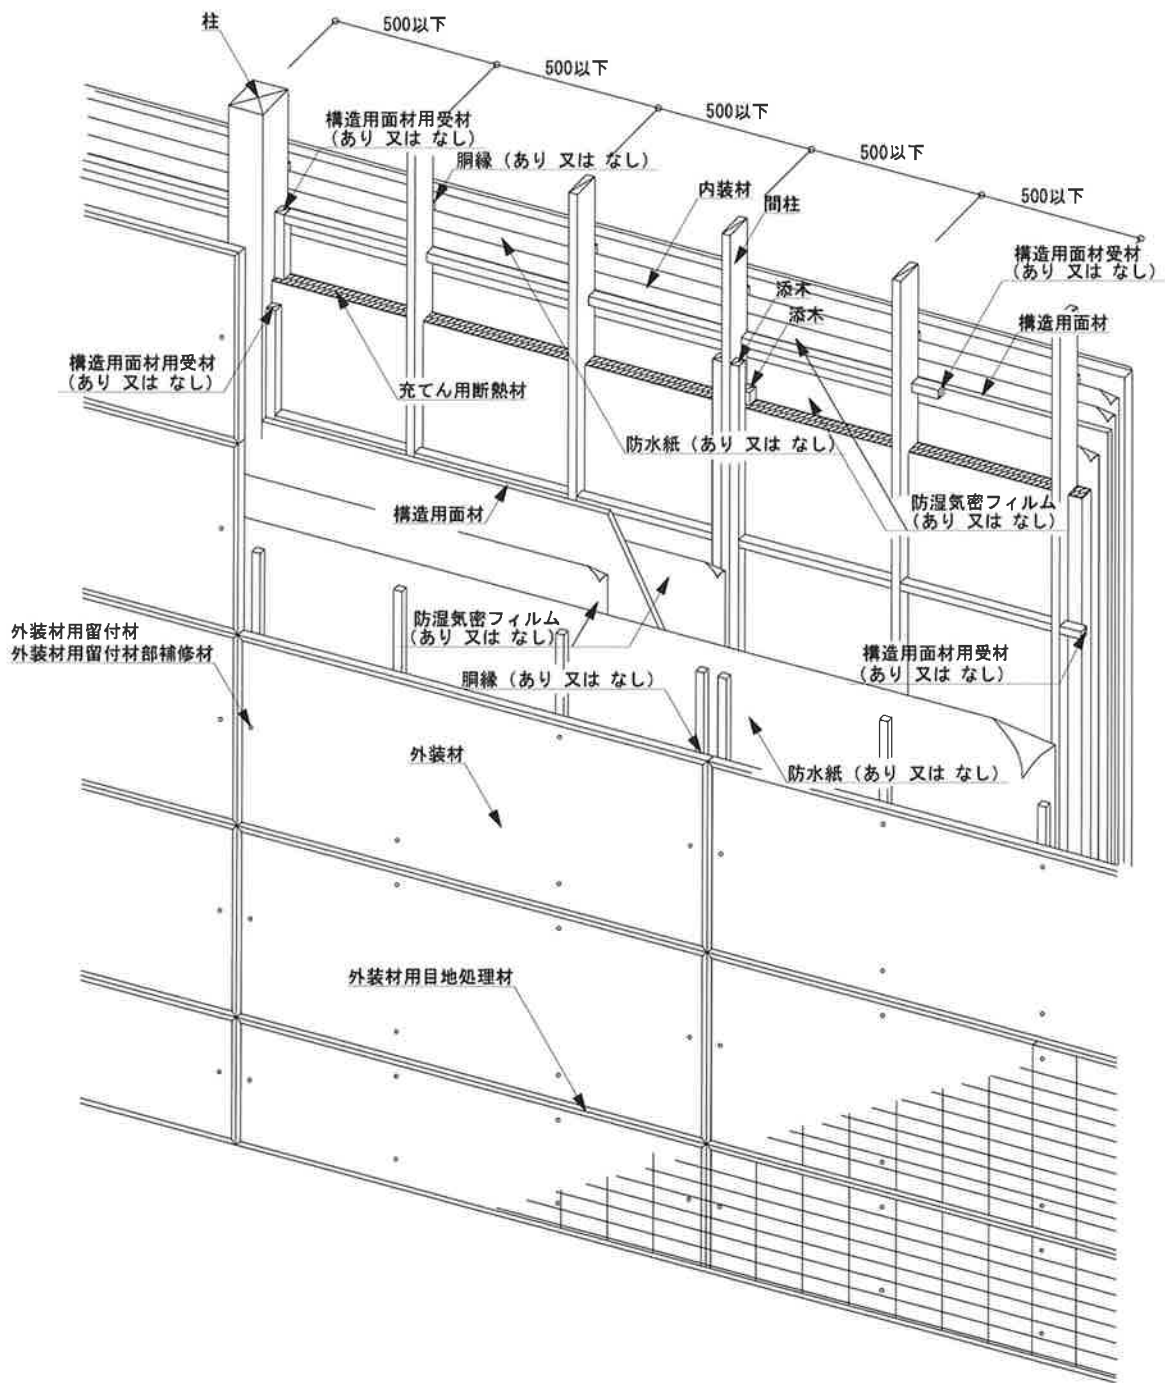 柱
500以下
500以下
500以下
500以下
500以下
構造用面材用受材
(あり 又は なし)
胴縁 (あり 又は なし)
内装材
間柱
構造用面材受材
(あり 又は なし)
添木
添木
構造用面材
構造用面材用受材
(あり 又は なし)
充てん用断熱材
防水紙 (あり 又は なし)
防湿気密フィルム
(あり 又は なし)
構造用面材
防湿気密フィルム
(あり 又は なし)
外装材用留付材
外装材用留付材部補修材
構造用面材用受材
(あり 又は なし)
胴縁 (あり 又は なし)
外装材
防水紙 (あり 又は なし)
外装材用目地処理材